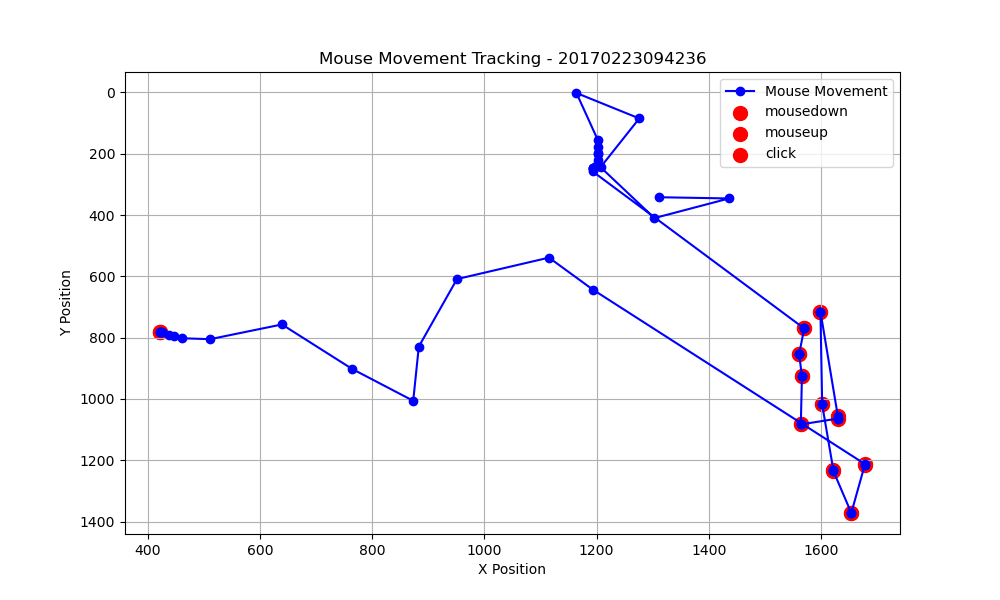 Mouse Movement Tracking - 20170223094236
Mouse Movement
mousedown
mouseup
click
0
200
400
600
800
1000
1200
1400
Y Position
400 600 800 1000 1200 1400 1600
X Position